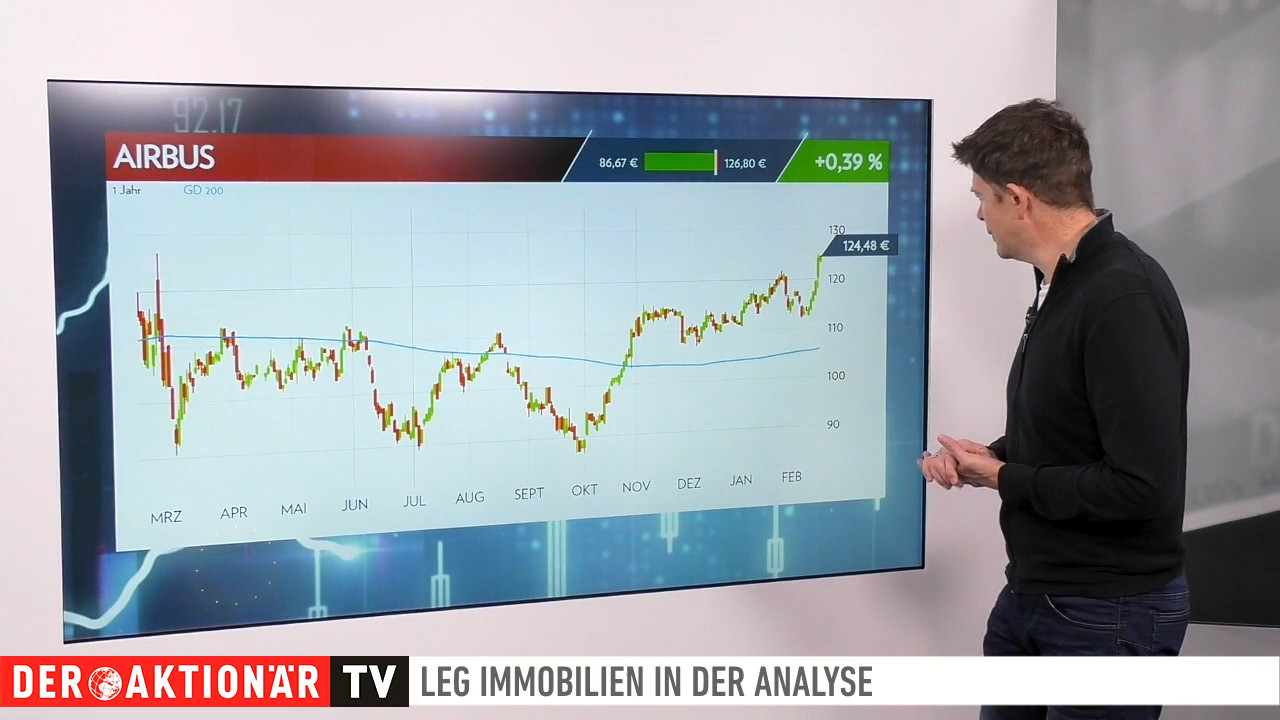 92.17
AIRBUS
86,67 €
126,80 €
+0,39 %
1 Jahr
GD 200
130
124,48 €
120
110
100
90
MRZ
APR
MAI
JUN
JUL
AUG
SEPT
OKT
NOV
DEZ
JAN
FEB
DER AKTIONÄR TV
LEG IMMOBILIEN IN DER ANALYSE